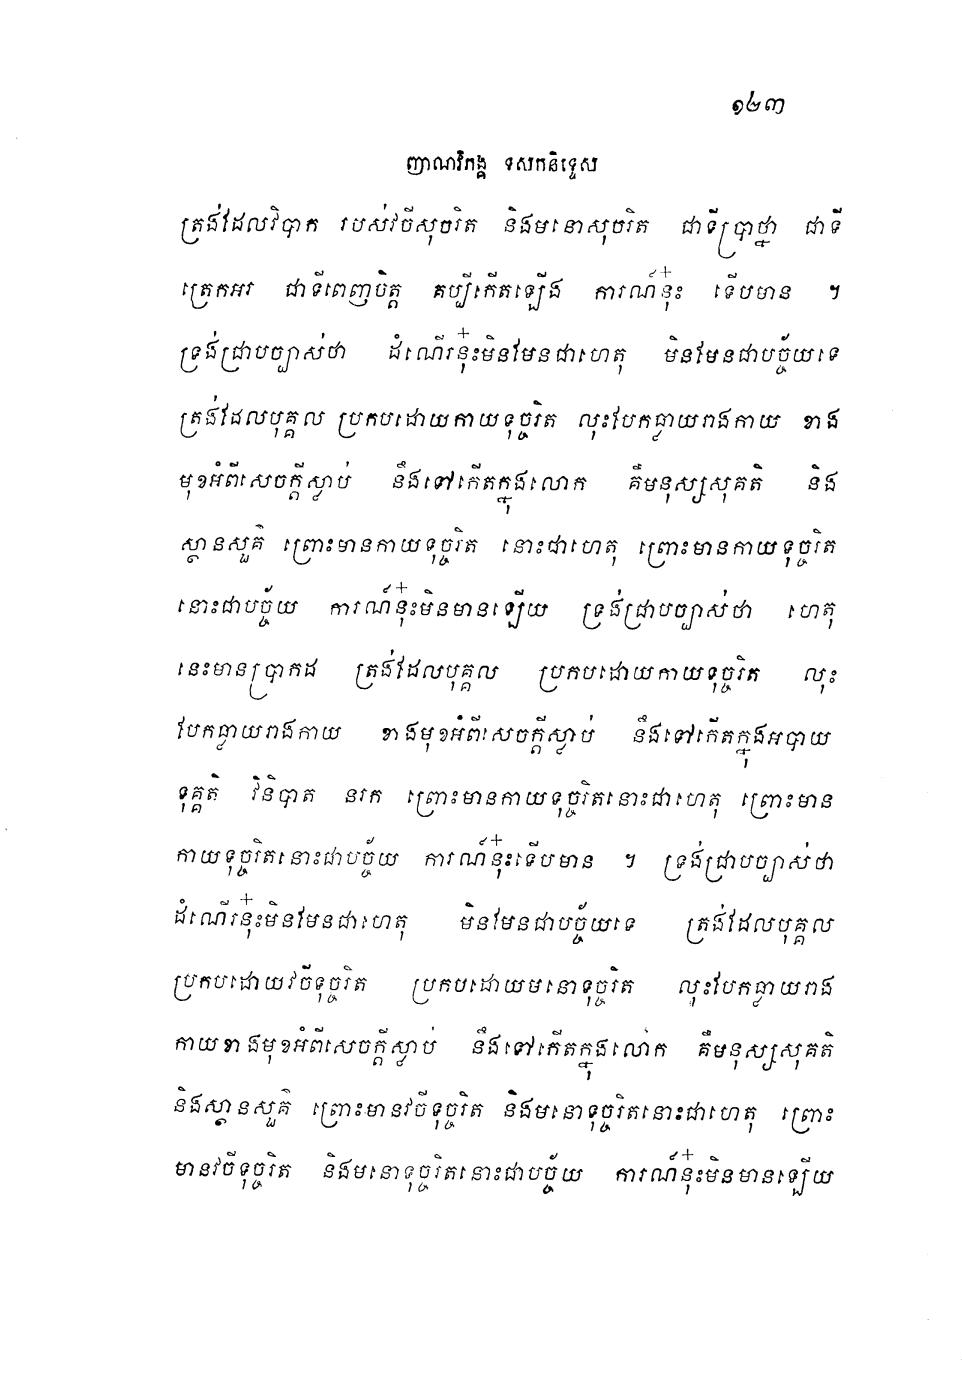 ១៤៣
ញាណវិភង្គ ទសកនិទ្ទេស
ត្រង់ដែលវិបាក របស់វចីសុចរិត និងមនោសុចរិត ជាទីប្រាថ្នា ជាទី
ត្រេកអរ ជាទីពេញចិត្ត គប្បីកើតឡើង ការណ៍នុ៎ះ ទើបមាន ។
ទ្រង់ជ្រាបច្បាស់ថា ដំណើរនុ៎ះមិនមែនជាហេតុ មិនមែនជាបច្ច័យទេ
ត្រង់ដែលបុគ្គល ប្រកបដោយកាយទុច្ចរិត លុះបែកធ្លាយរាងកាយ ខាង
មុខអំពីសេចក្តីស្លាប់ នឹងទៅកើតក្នុងលោក គឺមនុស្សសុគតិ និង
ស្ថានសួគ៌ ព្រោះមានកាយទុច្ចរិត នោះជាហេតុ ព្រោះមានកាយទុច្ចរិត
នោះជាបច្ច័យ ការណ៍នុ៎ះមិនមានឡើយ ទ្រង់ជ្រាបច្បាស់ថា ហេតុ
នេះមានប្រាកដ ត្រង់ដែលបុគ្គល ប្រកបដោយកាយទុច្ចរិត លុះ
បែកធ្លាយរាងកាយ ខាងមុខអំពីសេចក្តីស្លាប់ នឹងទៅកើតក្នុងអបាយ
ទុគ្គតិ វិនិបាត នរក ព្រោះមានកាយទុច្ចរិតនោះជាហេតុ ព្រោះមាន
កាយទុច្ចរិតនោះជាបច្ច័យ ការណ៍នុ៎ះទើបមាន ។ ទ្រង់ជ្រាបច្បាស់ថា
ដំណើរនុ៎ះមិនមែនជាហេតុ មិនមែនជាបច្ច័យទេ ត្រង់ដែលបុគ្គល
ប្រកបដោយវចីទុច្ចរិត ប្រកបដោយមនោទុច្ចរិត លុះបែកធ្លាយរាង
កាយខាងមុខអំពីសេចក្តីស្លាប់ នឹងទៅកើតក្នុងលោក គឺមនុស្សសុគតិ
និងស្ថានសួគ៌ ព្រោះមានវចីទុច្ចរិត និងមនោទុច្ចរិតនោះជាហេតុ ព្រោះ
មានវចីទុច្ចរិត និងមនោទុច្ចរិតនោះជាបច្ច័យ ការណ៍នុ៎ះមិនមានឡើយ